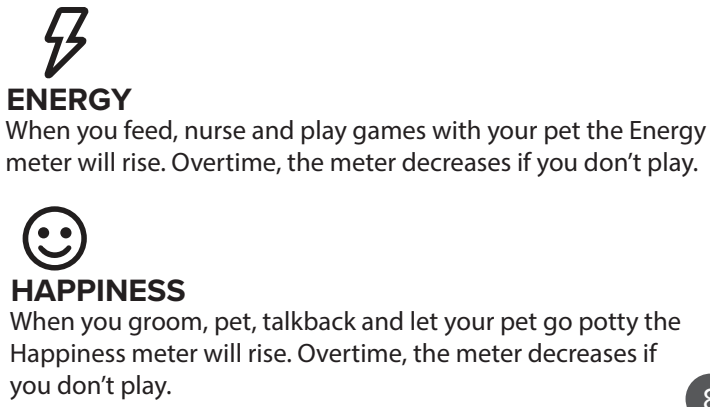 ENERGY
When you feed, nurse and play games with your pet the Energy
meter will rise. Overtime, the meter decreases if you don’t play.
HAPPINESS
When you groom, pet, talkback and let your pet go potty the
Happiness meter will rise. Overtime, the meter decreases if
you don’t play.